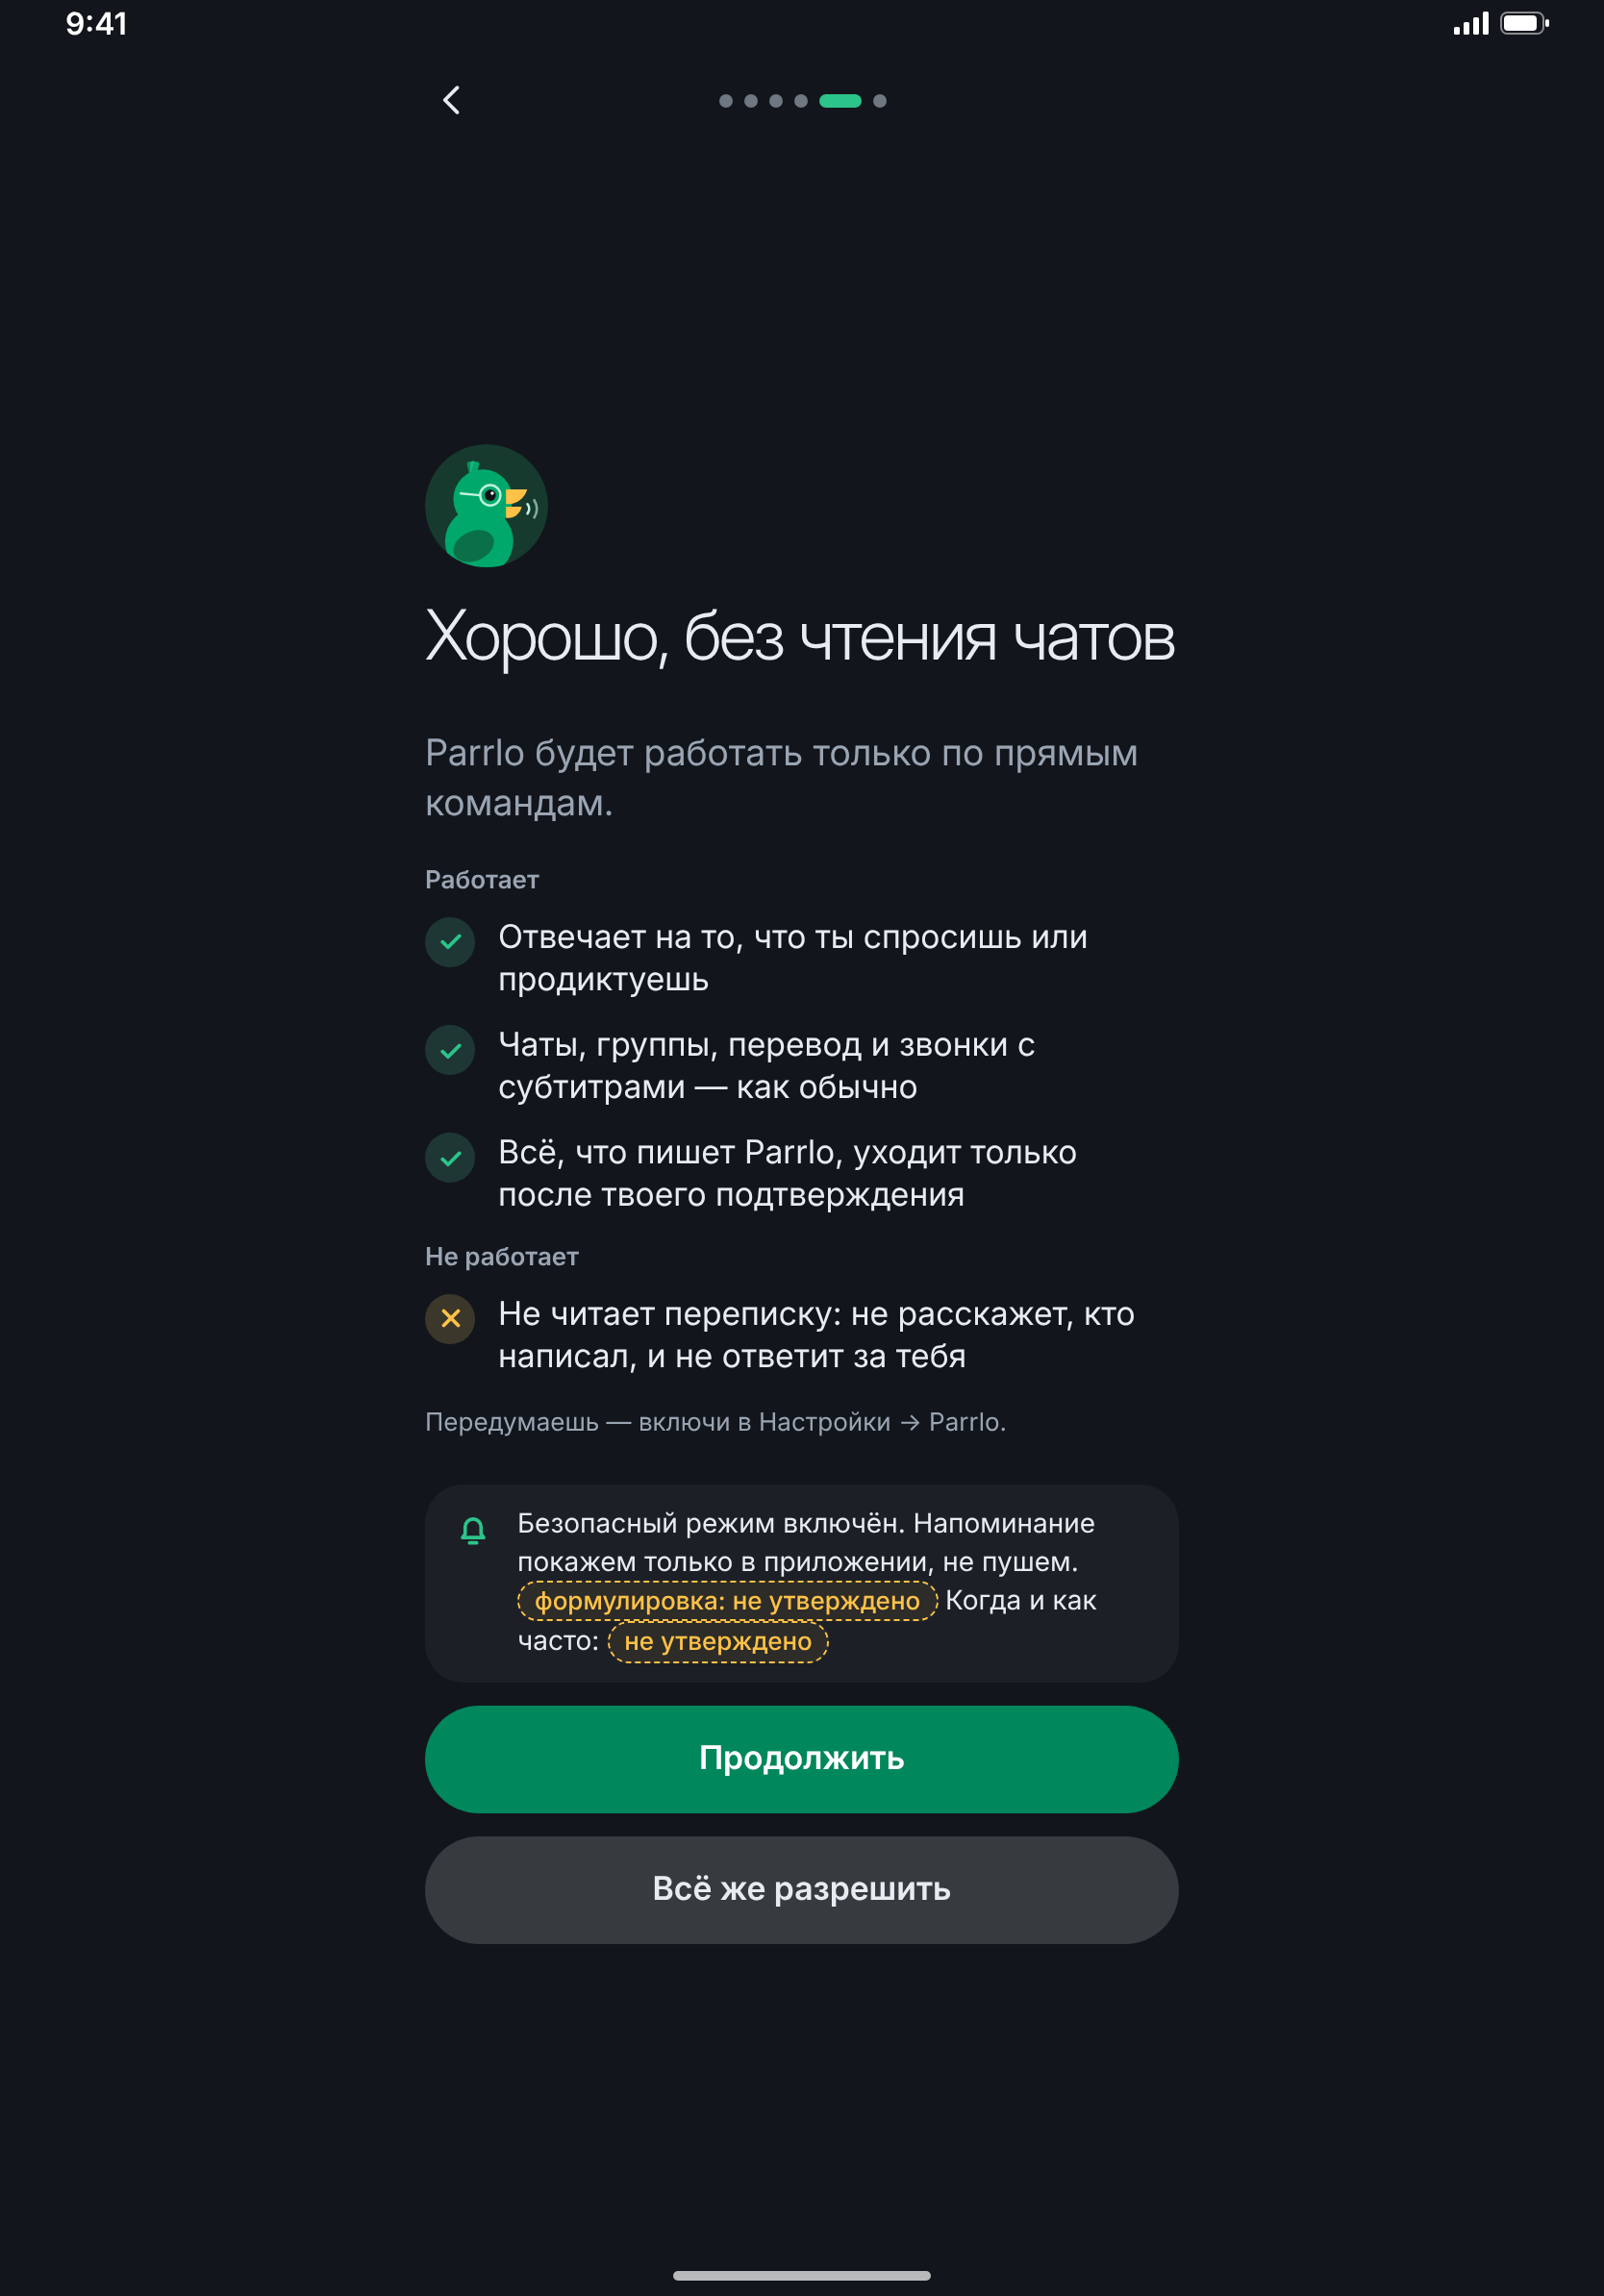 9:41
Хорошо, без чтения чатов
Parrlo будет работать только по прямым
командам.
Работает
Отвечает на то, что ты спросишь или
продиктуешь
Чаты, группы, перевод и звонки с
субтитрами — как обычно
Всё, что пишет Parrlo, уходит только
после твоего подтверждения
Не работает
Не читает переписку: не расскажет, кто
написал, и не ответит за тебя
Передумаешь — включи в Настройки → Parrlo.
Безопасный режим включён. Напоминание
покажем только в приложении, не пушем.
формулировка: не утверждено Когда и как
часто: не утверждено
Продолжить
Всё же разрешить